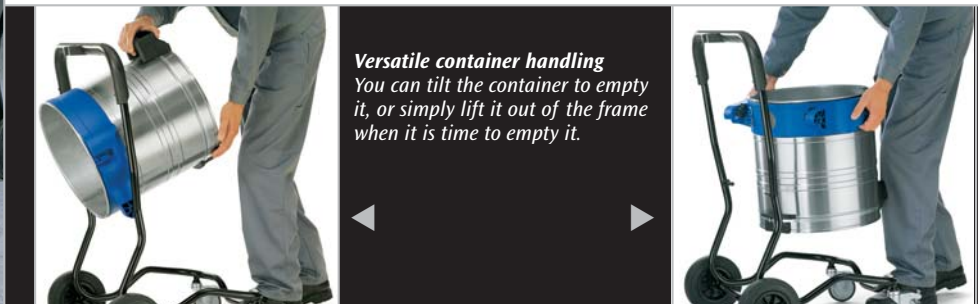 Versatile container handling
You can tilt the container to empty
it, or simply lift it out of the frame
when it is time to empty it.